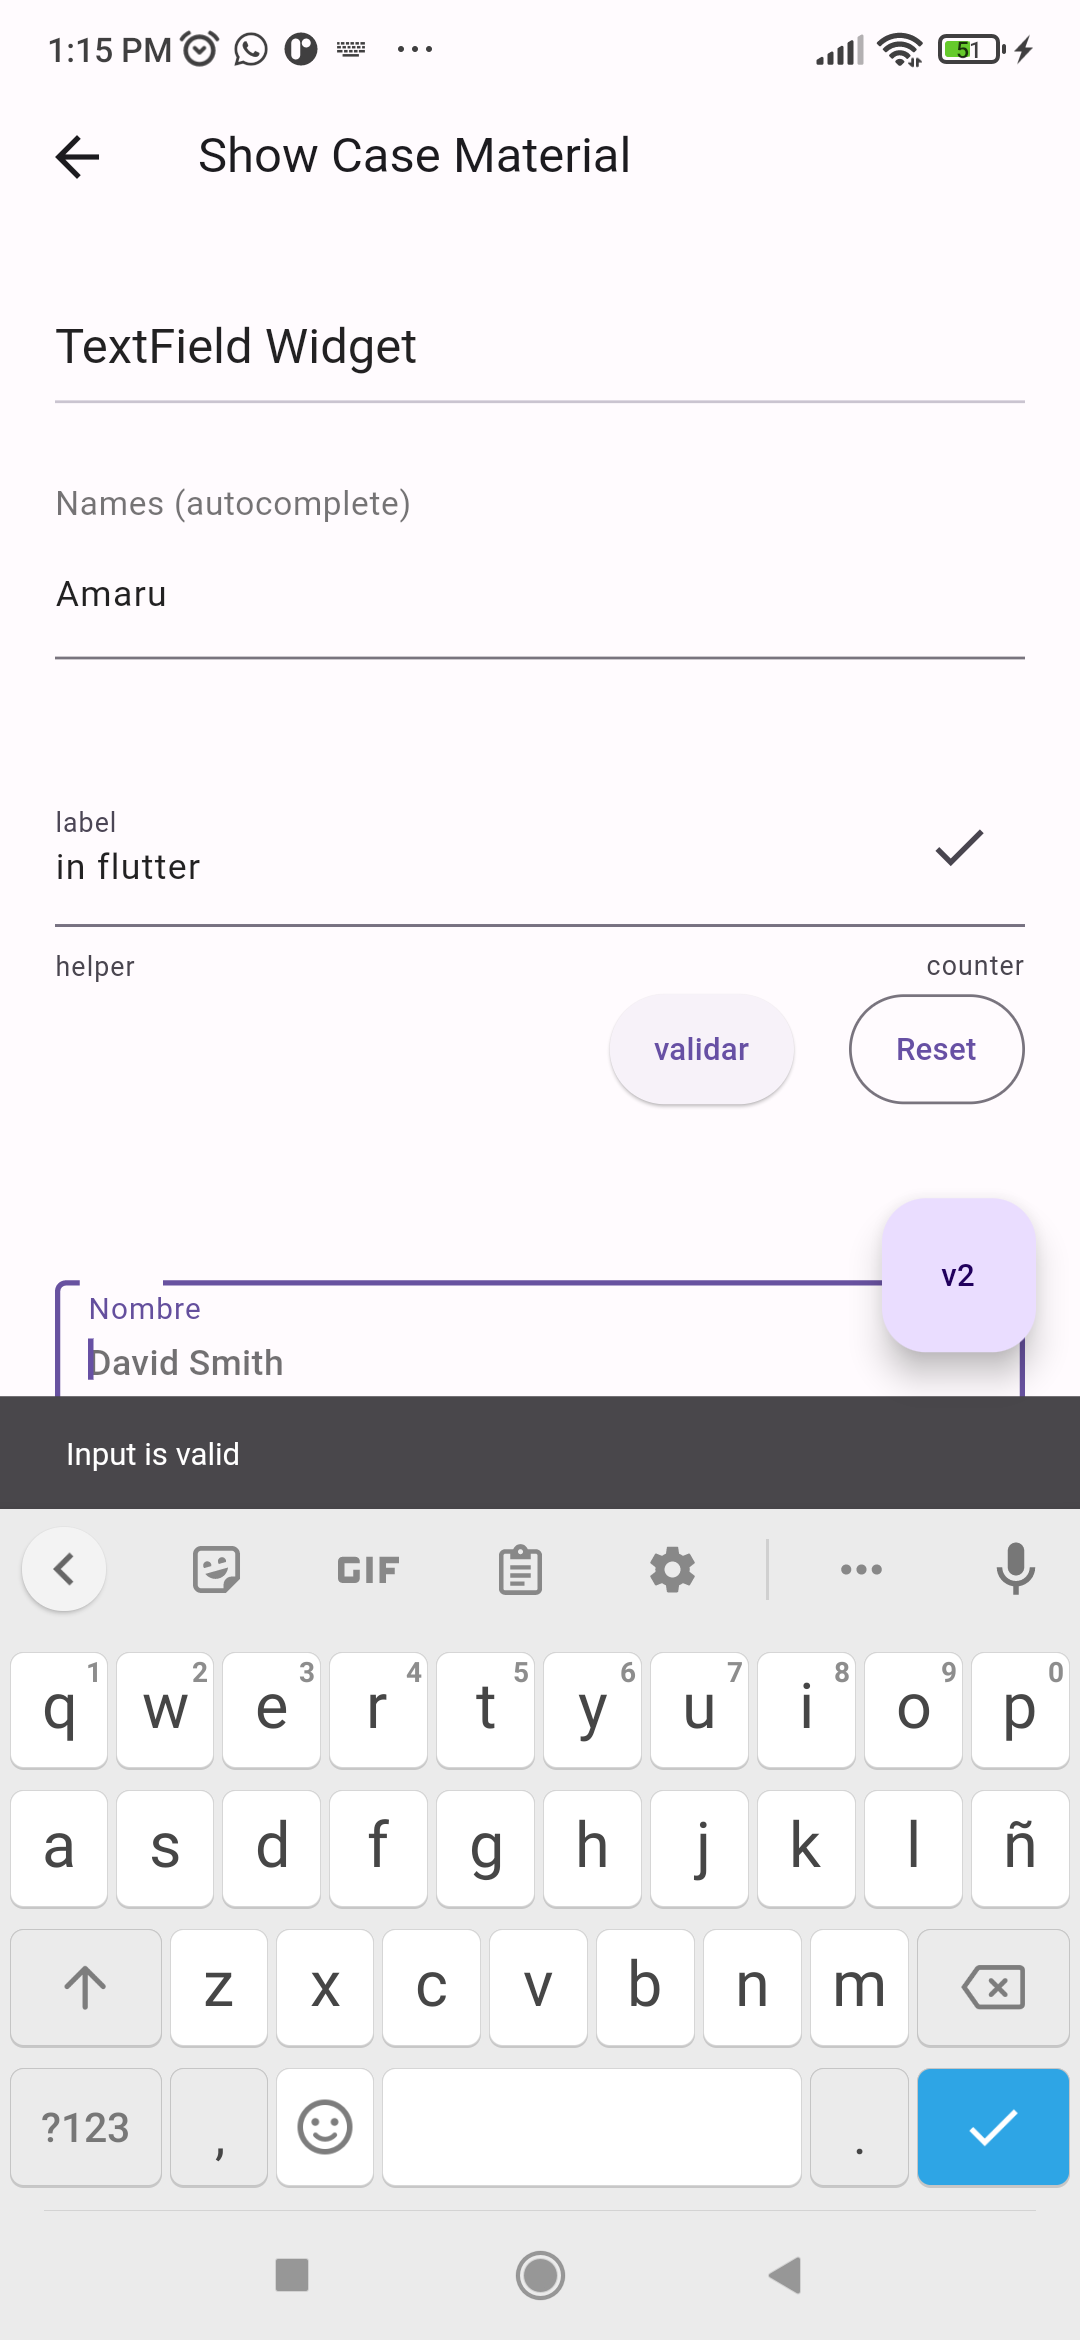 1:15 PM
51
Show Case Material
TextField Widget
Names (autocomplete)
Amaru
label
in flutter
helper
counter
validar
Reset
v2
Nombre
David Smith
Input is valid
GIF
1 2 3 4 5 6 7 8 9 0
q w e r t y u i o p
a s d f g h j k l ñ
z x c v b n m
?123 , .